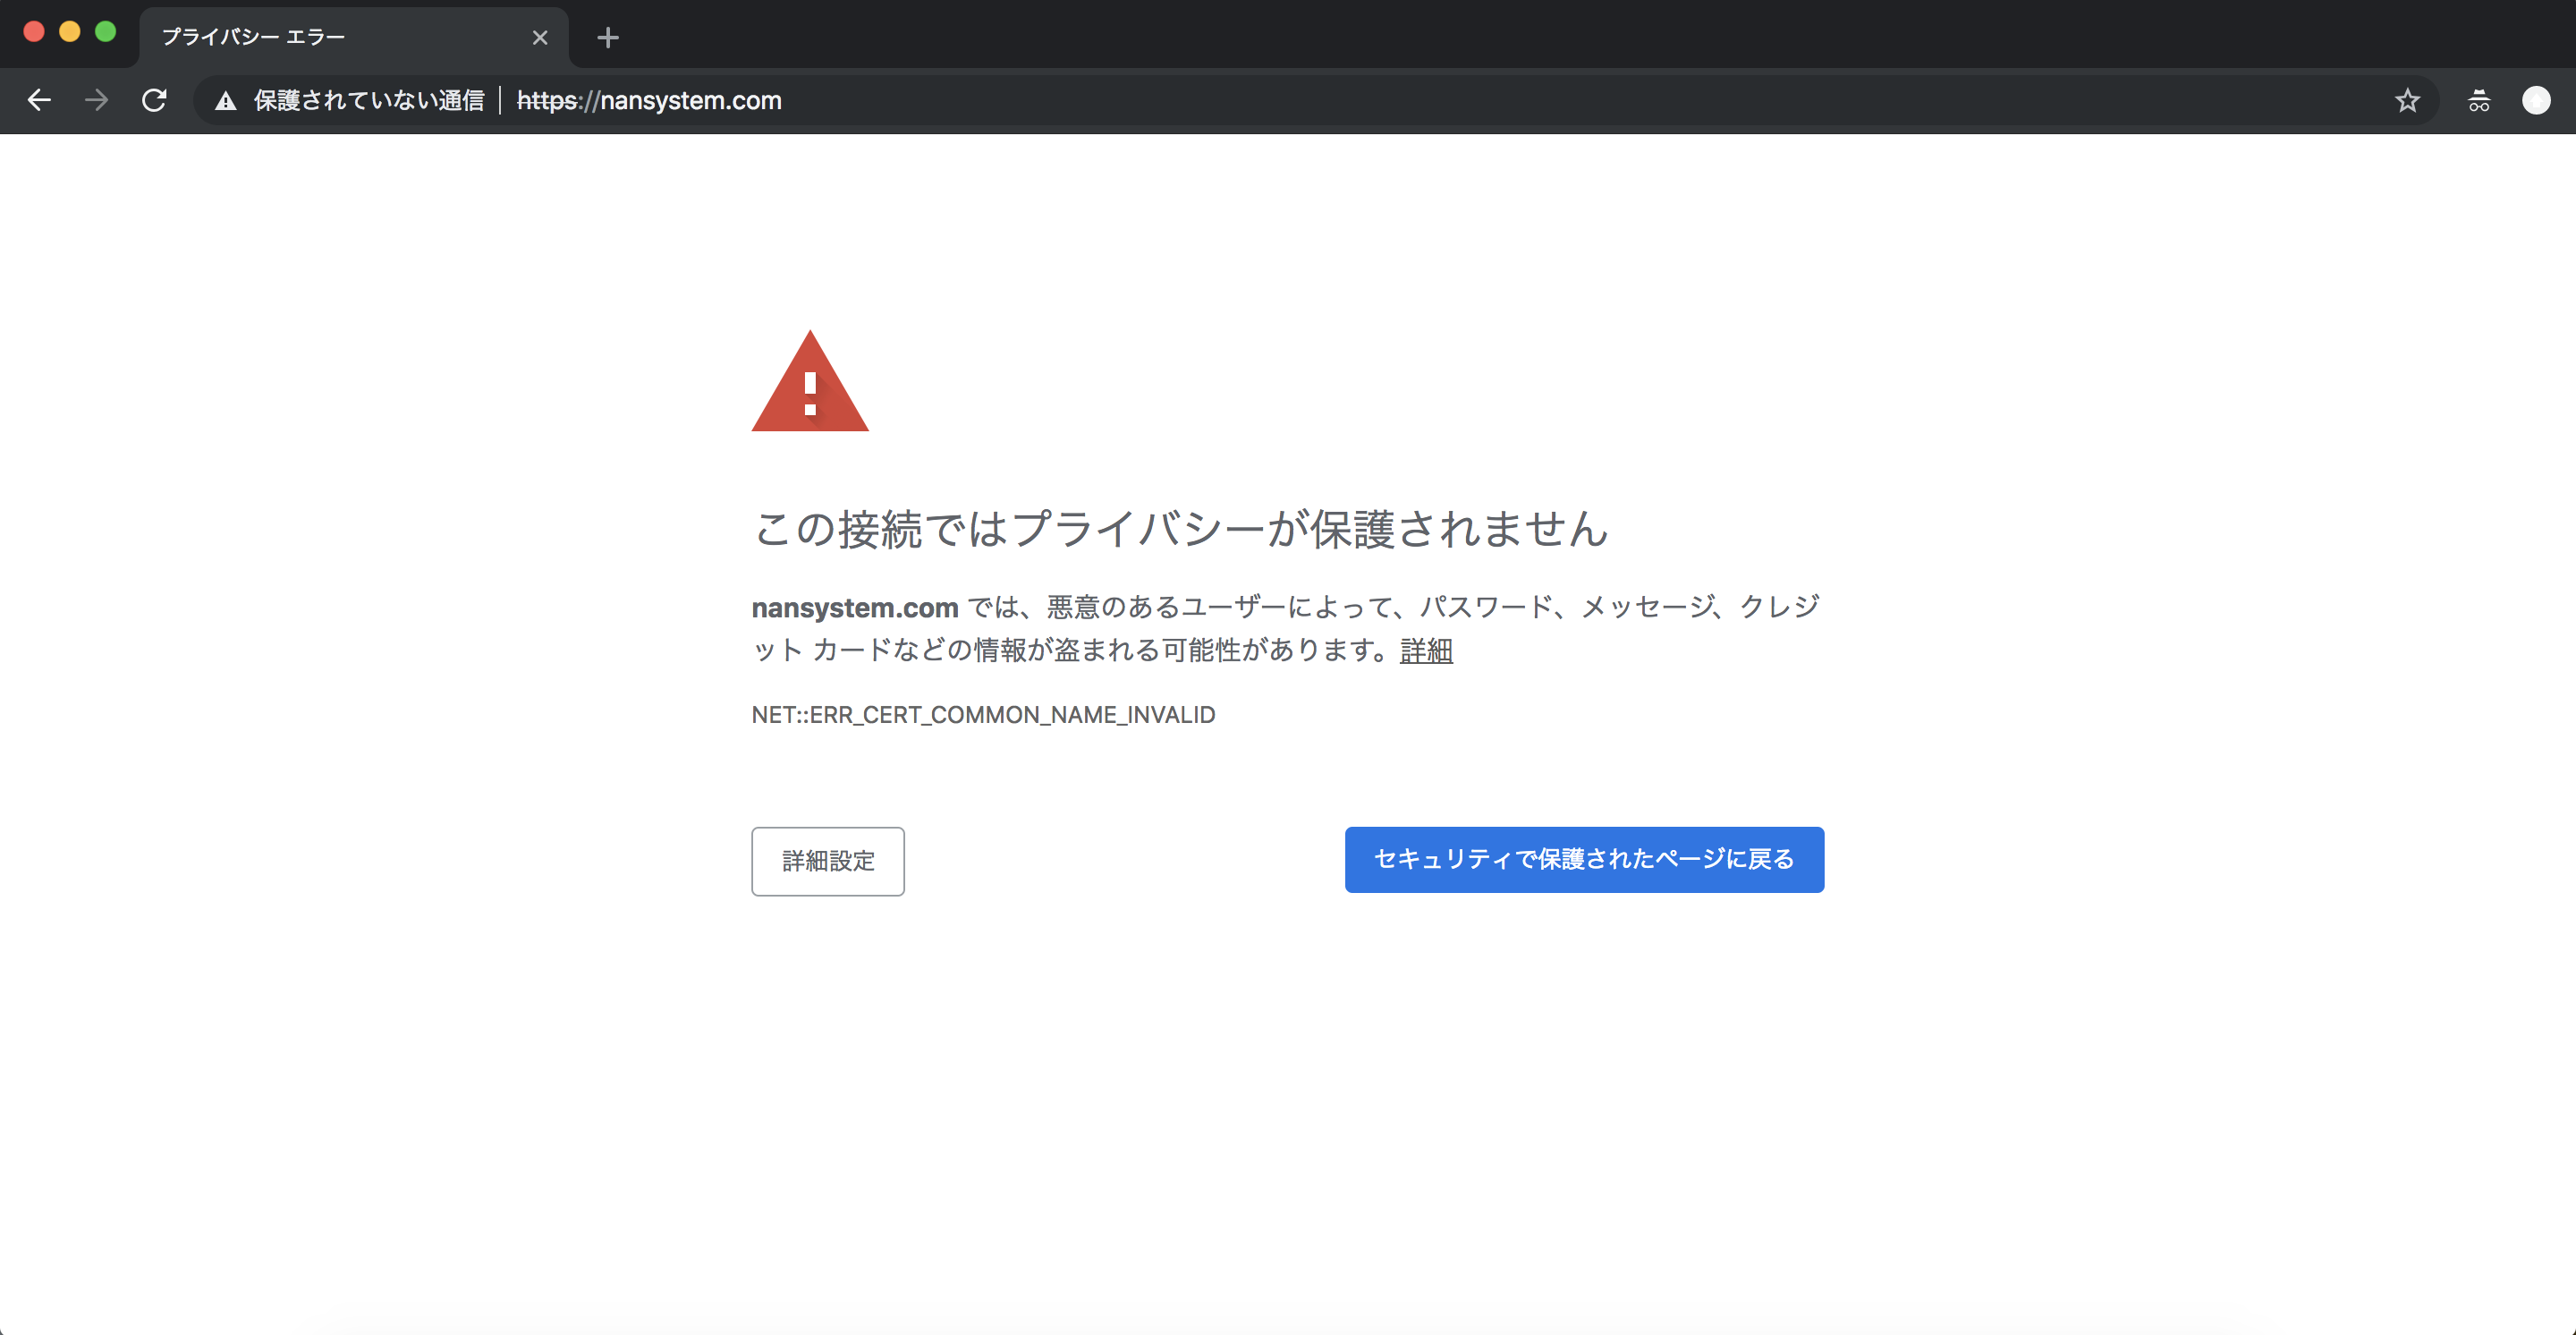 プライバシー エラー
保護されていない通信 | https://nansystem.com
この接続ではプライバシーが保護されません
nansystem.com では、悪意のあるユーザーによって、パスワード、メッセージ、クレジ
ット カードなどの情報が盗まれる可能性があります。詳細
NET::ERR_CERT_COMMON_NAME_INVALID
詳細設定
セキュリティで保護されたページに戻る